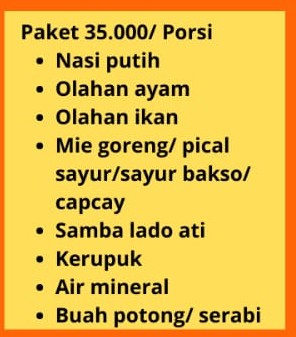 Paket 35.000/ Porsi
• Nasi putih
• Olahan ayam
• Olahan ikan
• Mie goreng/ pical
sayur/sayur bakso/
capcay
• Samba lado ati
• Kerupuk
• Air mineral
• Buah potong/ serabi